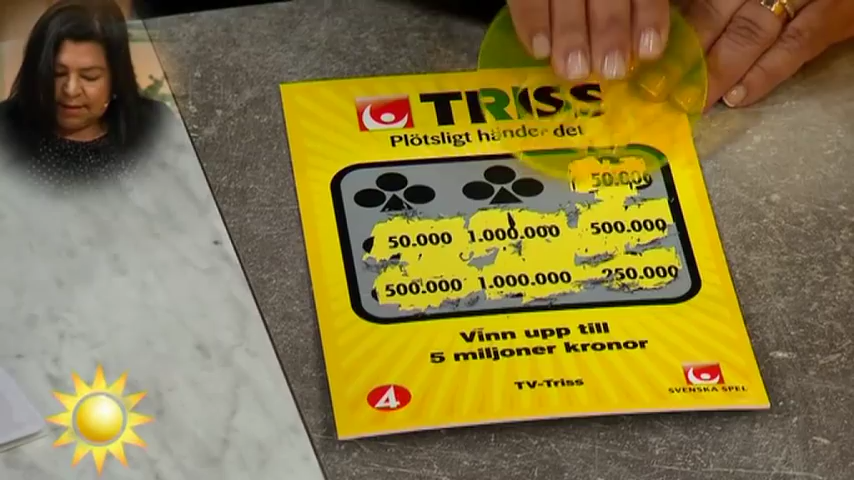 TRISS
Plötsligt händer det
50.000
50.000 1.000.000 500.000
500.000 1.000.000 250.000
Vinn upp till
5 miljoner kronor
TV-Triss
4
SVENSKA SPEL